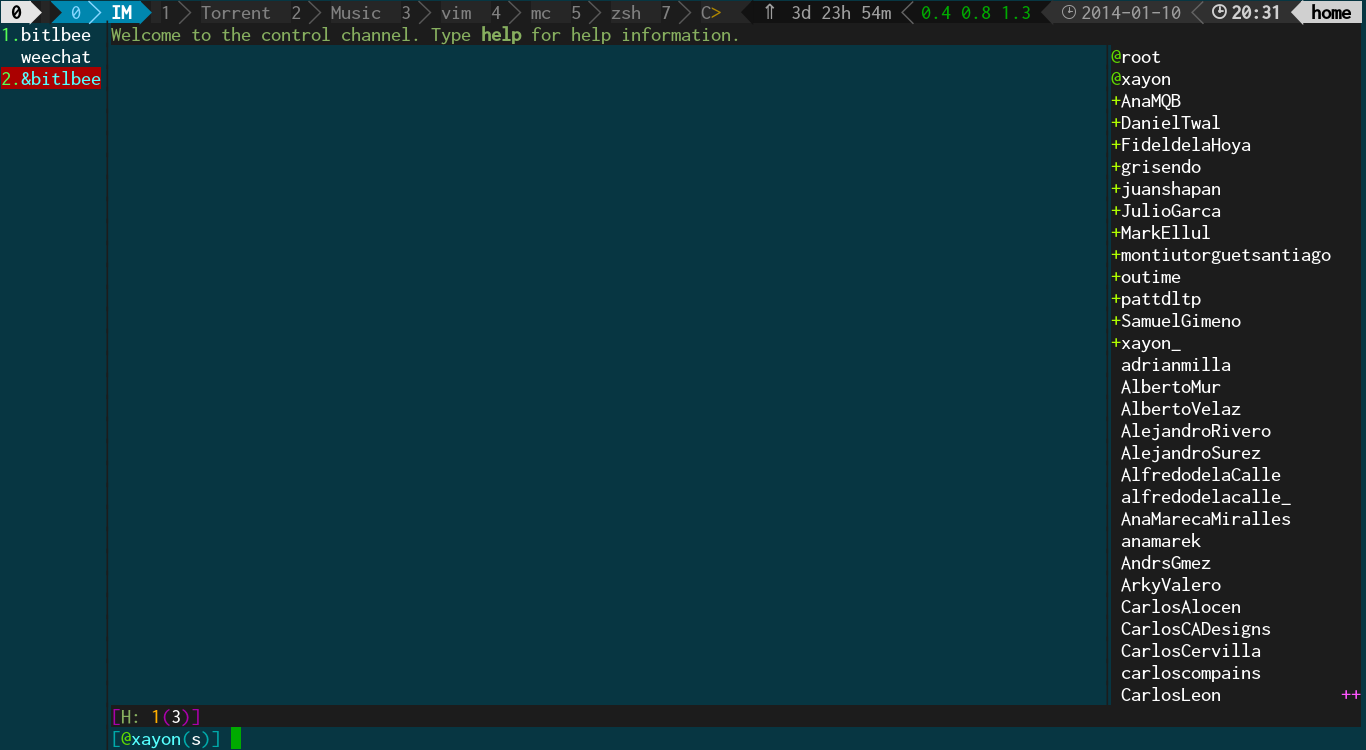 0 0 IM 1 Torrent 2 Music 3 vim 4 mc 5 zsh 7 C> ⇑ 3d 23h 54m 0.4 0.8 1.3 2014-01-10 20:31 home
1.bitlbee
weechat
2.&bitlbee
Welcome to the control channel. Type help for help information.
@root
@xayon
+AnaMQB
+DanielTwal
+FideldelaHoya
+grisendo
+juanshapan
+JulioGarca
+MarkEllul
+montiutorguetsantiago
+outime
+pattdltp
+SamuelGimeno
+xayon_
adrianmilla
AlbertoMur
AlbertoVelaz
AlejandroRivero
AlejandroSurez
AlfredodelaCalle
alfredodelacalle_
AnaMarecaMiralles
anamarek
AndrsGmez
ArkyValero
CarlosAlocen
CarlosCADesigns
CarlosCervilla
carloscompains
CarlosLeon ++
[H: 1(3)]
[@xayon(s)]